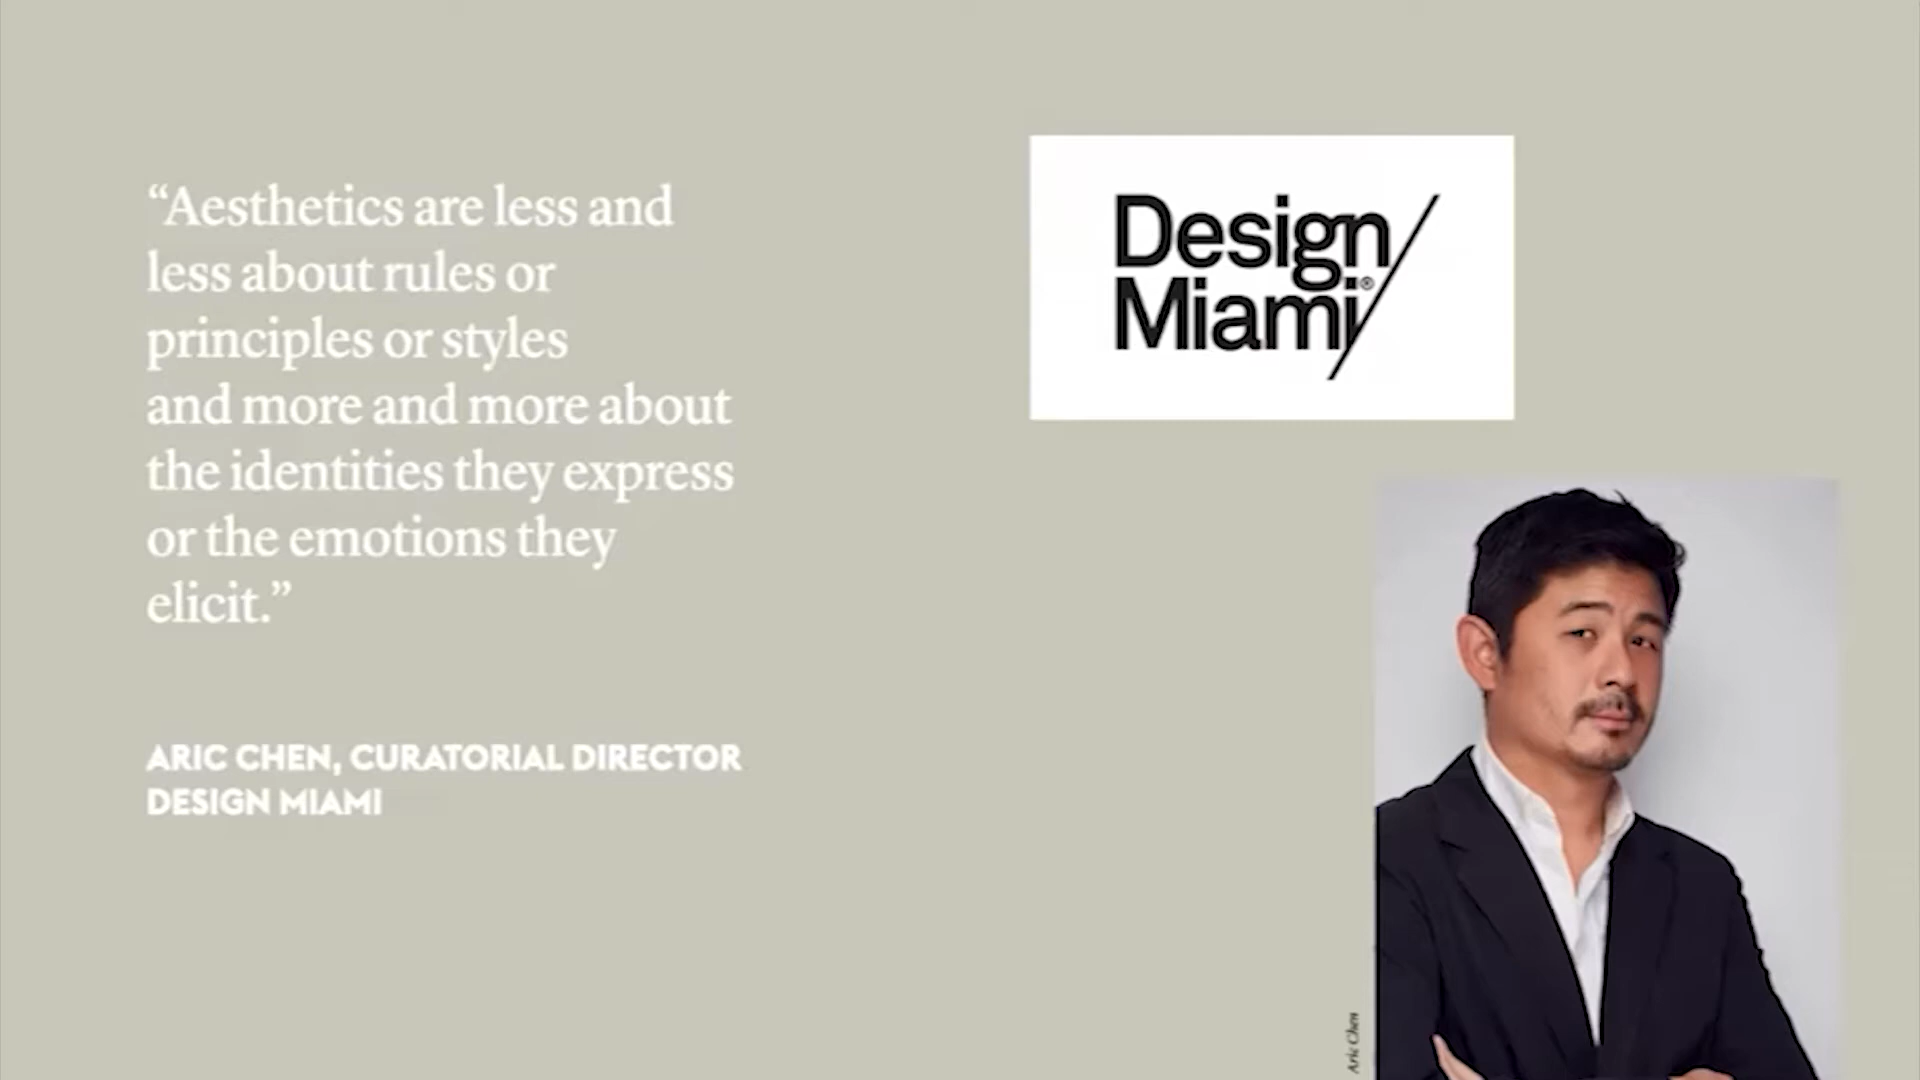 “Aesthetics are less and
less about rules or
principles or styles
and more and more about
the identities they express
or the emotions they
elicit.”
ARIC CHEN, CURATORIAL DIRECTOR
DESIGN MIAMI
Design
Miami®/
Aric Chen